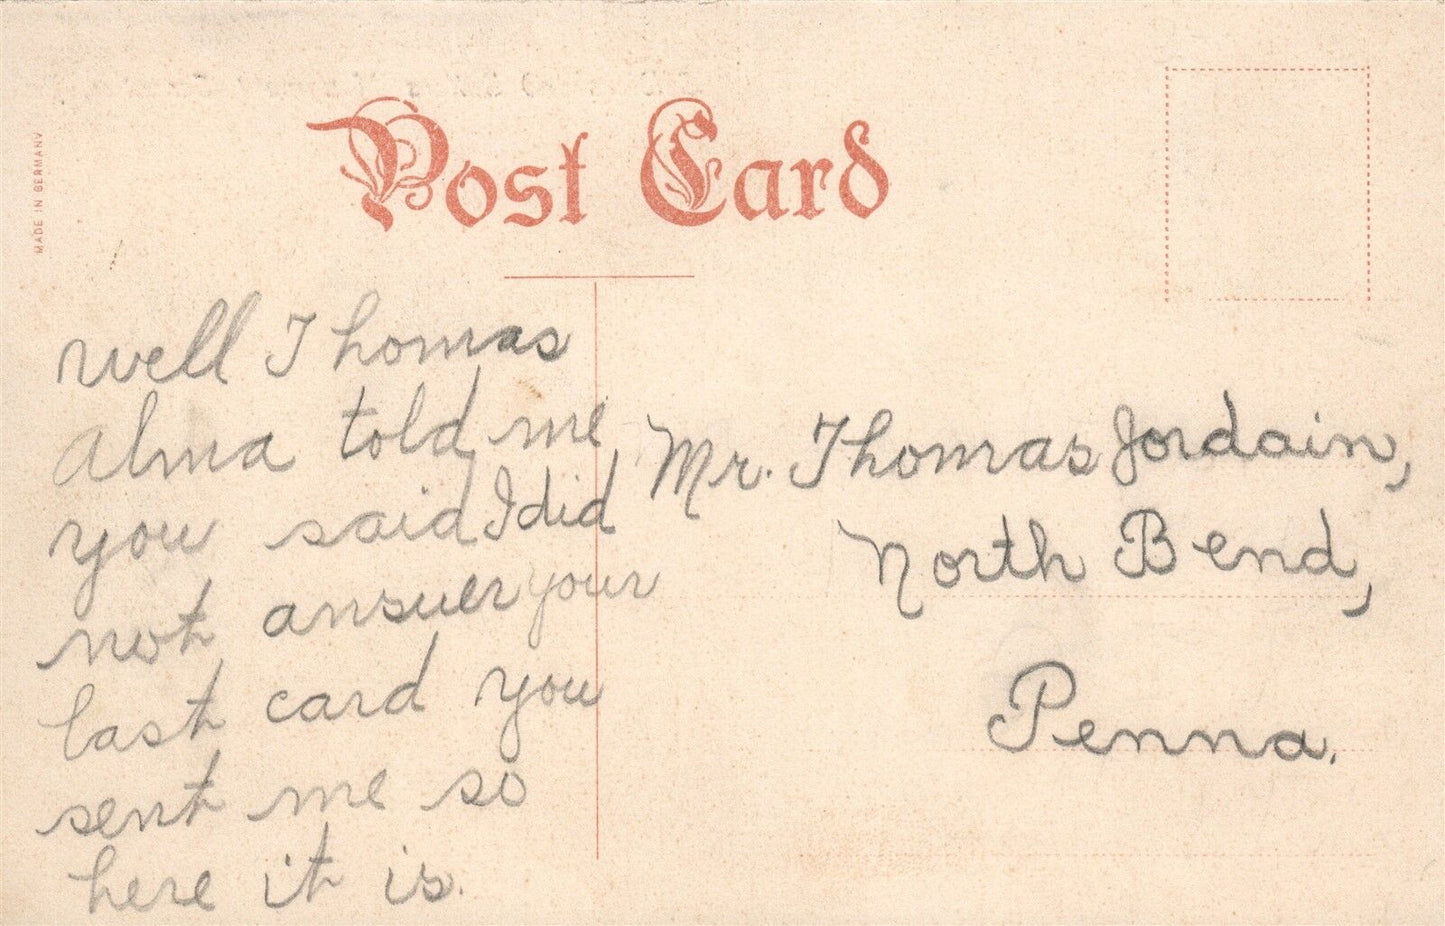 MADE IN GERMANY
Post Card
well Thomas
alma told me
you said I did
not ansuer your
last card you
sent me so
here it is.
Mr. Thomas Jordain,
North Bend,
Penna.